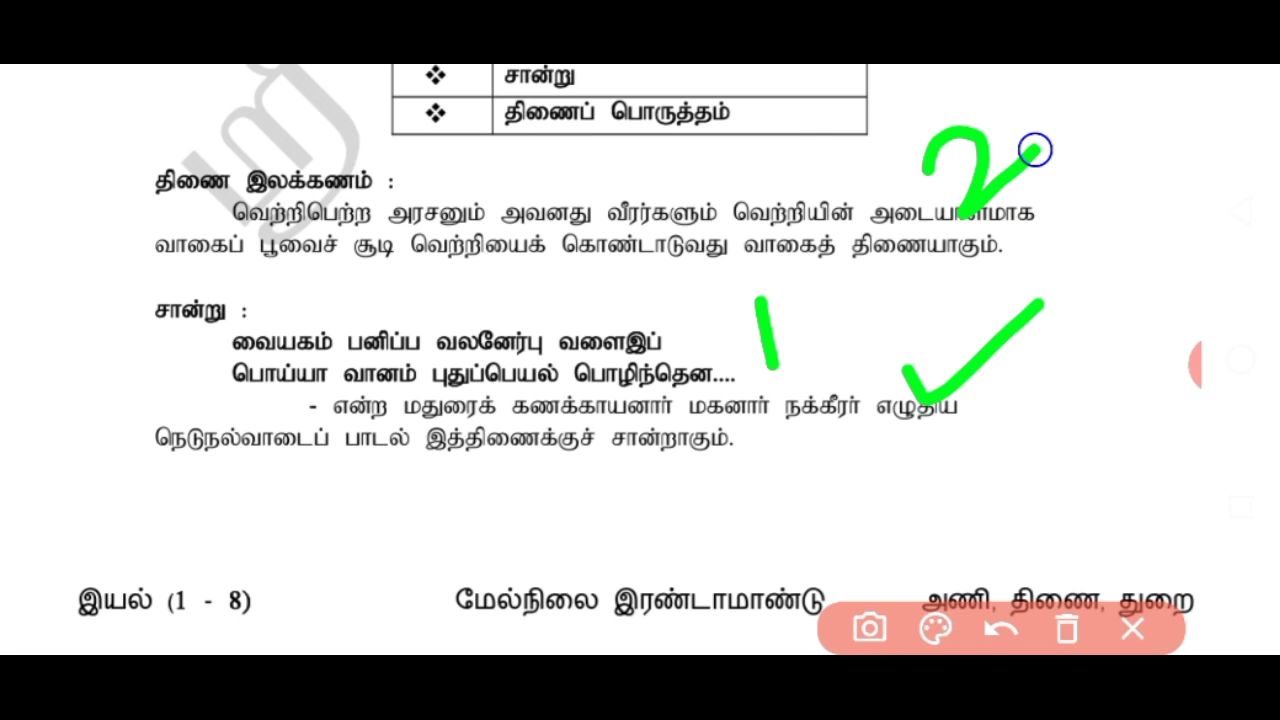 ❖ சான்று
❖ திணைப் பொருத்தம்
2
திணை இலக்கணம் :
வெற்றிபெற்ற அரசனும் அவனது வீரர்களும் வெற்றியின் அடையாளமாக
வாகைப் பூவைச் சூடி வெற்றியைக் கொண்டாடுவது வாகைத் திணையாகும்.
சான்று :
1
வையகம் பனிப்ப வலனேர்பு வளைஇப்
பொய்யா வானம் புதுப்பெயல் பொழிந்தென....
- என்ற மதுரைக் கணக்காயனார் மகனார் நக்கீரர் எழுதிய
நெடுநல்வாடைப் பாடல் இத்திணைக்குச் சான்றாகும்.
இயல் (1 - 8) மேல்நிலை இரண்டாமாண்டு அணி, திணை, துறை